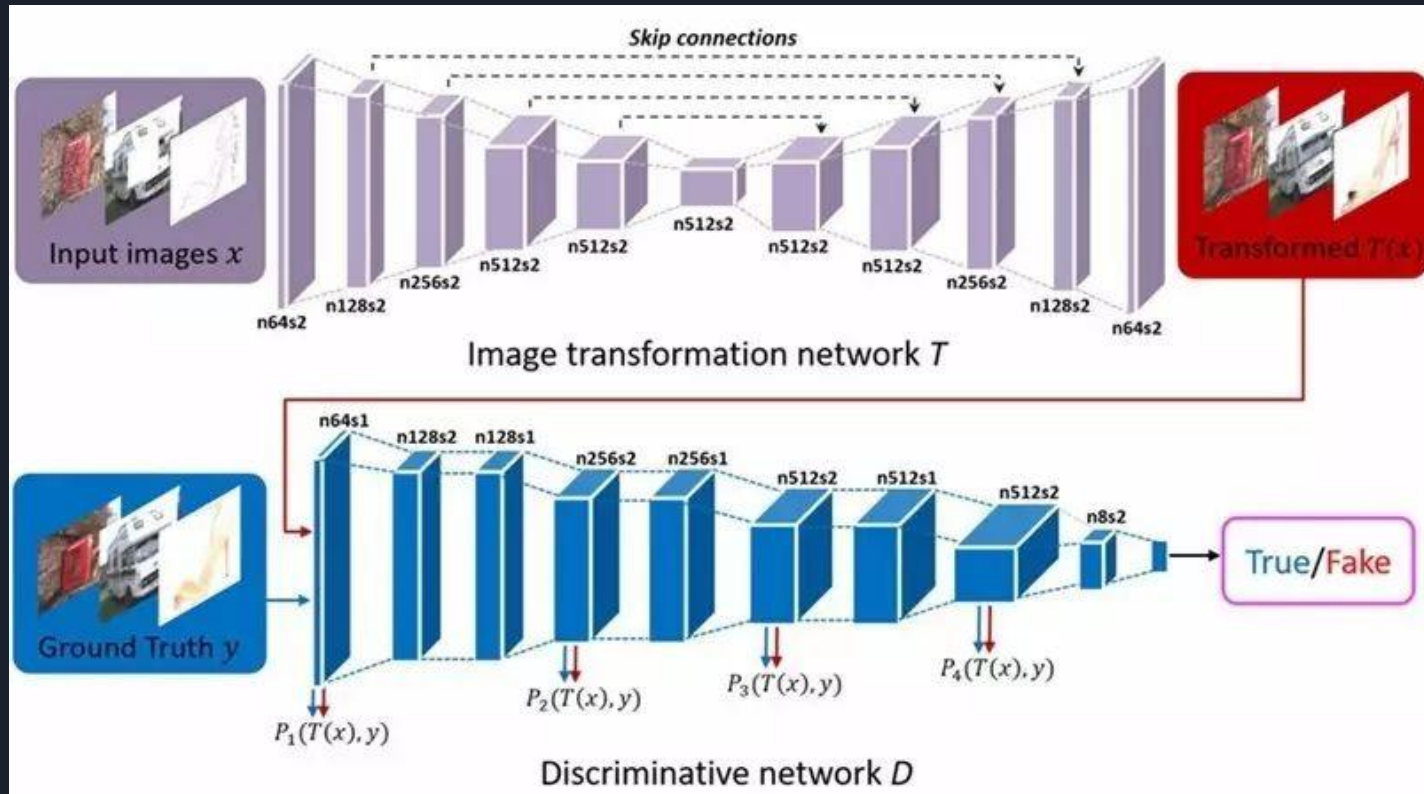 Skip connections
Input images x
n64s2
n128s2
n256s2
n512s2
n512s2
n512s2
n512s2
n512s2
n256s2
n128s2
n64s2
Transformed T(x)
Image transformation network T
n64s1
n128s2
n128s1
n256s2
n256s1
n512s2
n512s1
n512s2
n8s2
Ground Truth y
True/Fake
P₁(T(x), y)
P₂(T(x), y)
P₃(T(x), y)
P₄(T(x), y)
Discriminative network D